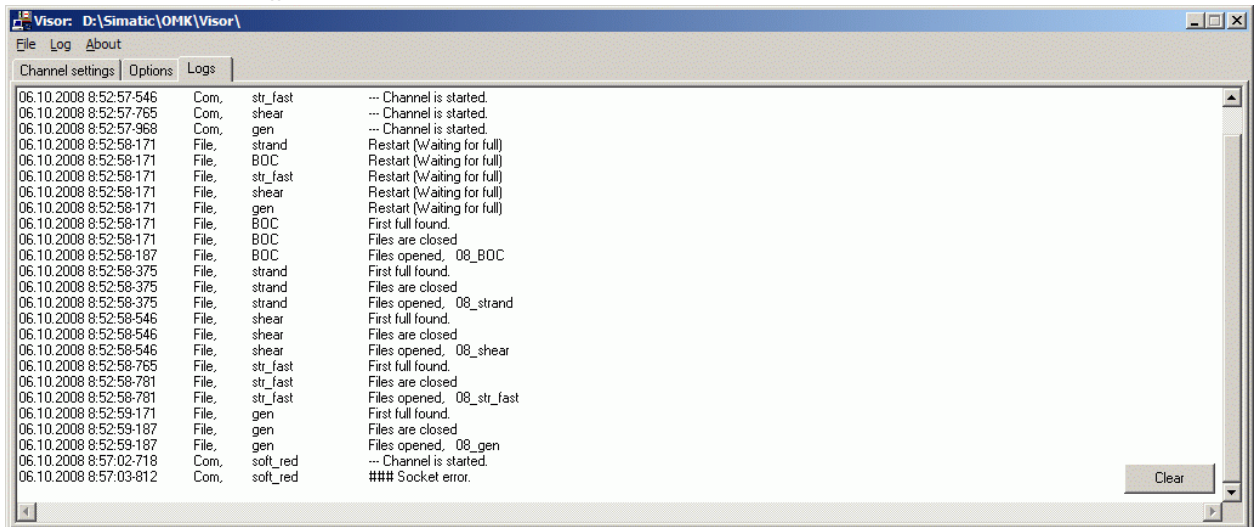 Visor: D:\Simatic\OMK\Visor\
File Log About
Channel settings Options Logs
06.10.2008 8:52:57-546 Com, str_fast --- Channel is started.
06.10.2008 8:52:57-765 Com, shear --- Channel is started.
06.10.2008 8:52:57-968 Com, gen --- Channel is started.
06.10.2008 8:52:58-171 File, strand Restart (Waiting for full)
06.10.2008 8:52:58-171 File, BOC Restart (Waiting for full)
06.10.2008 8:52:58-171 File, str_fast Restart (Waiting for full)
06.10.2008 8:52:58-171 File, shear Restart (Waiting for full)
06.10.2008 8:52:58-171 File, gen Restart (Waiting for full)
06.10.2008 8:52:58-171 File, BOC First full found.
06.10.2008 8:52:58-171 File, BOC Files are closed
06.10.2008 8:52:58-187 File, BOC Files opened, 08_BOC
06.10.2008 8:52:58-375 File, strand First full found.
06.10.2008 8:52:58-375 File, strand Files are closed
06.10.2008 8:52:58-375 File, strand Files opened, 08_strand
06.10.2008 8:52:58-546 File, shear First full found.
06.10.2008 8:52:58-546 File, shear Files are closed
06.10.2008 8:52:58-546 File, shear Files opened, 08_shear
06.10.2008 8:52:58-765 File, str_fast First full found.
06.10.2008 8:52:58-781 File, str_fast Files are closed
06.10.2008 8:52:58-781 File, str_fast Files opened, 08_str_fast
06.10.2008 8:52:59-171 File, gen First full found.
06.10.2008 8:52:59-187 File, gen Files are closed
06.10.2008 8:52:59-187 File, gen Files opened, 08_gen
06.10.2008 8:57:02-718 Com, soft_red --- Channel is started.
06.10.2008 8:57:03-812 Com, soft_red ### Socket error.
Clear